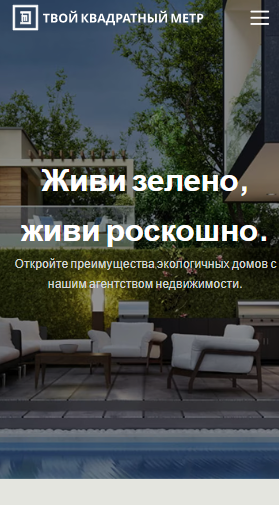 ТВОЙ КВАДРАТНЫЙ МЕТР
Живи зелено,
живи роскошно.
Откройте преимущества экологичных домов с
нашим агентством недвижимости.